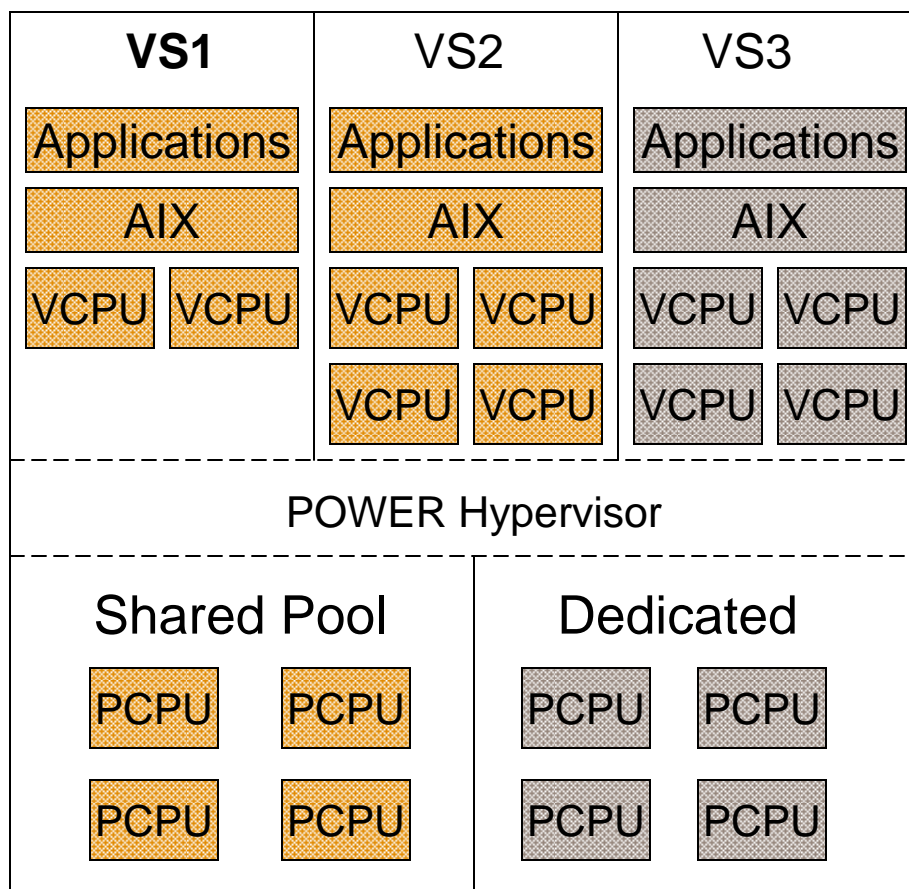 VS1 VS2 VS3
Applications Applications Applications
AIX AIX AIX
VCPU VCPU VCPU VCPU VCPU VCPU
VCPU VCPU VCPU VCPU
POWER Hypervisor
Shared Pool Dedicated
PCPU PCPU PCPU PCPU
PCPU PCPU PCPU PCPU